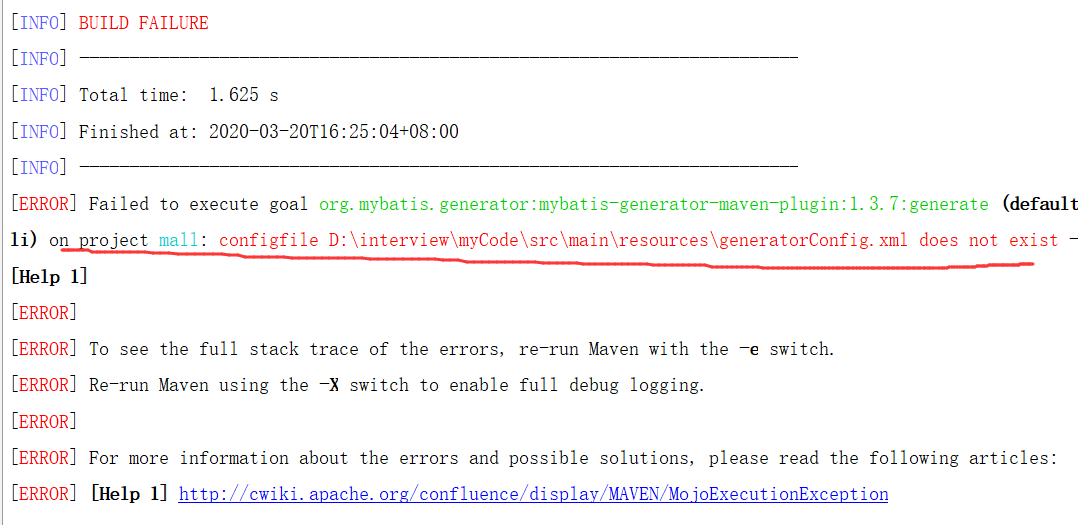 [INFO] BUILD FAILURE
[INFO] ------------------------------------------------------------------------
[INFO] Total time:  1.625 s
[INFO] Finished at: 2020-03-20T16:25:04+08:00
[INFO] ------------------------------------------------------------------------
[ERROR] Failed to execute goal org.mybatis.generator:mybatis-generator-maven-plugin:1.3.7:generate (default
li) on project mall: configfile D:\interview\myCode\src\main\resources\generatorConfig.xml does not exist -
[Help 1]
[ERROR]
[ERROR] To see the full stack trace of the errors, re-run Maven with the -e switch.
[ERROR] Re-run Maven using the -X switch to enable full debug logging.
[ERROR]
[ERROR] For more information about the errors and possible solutions, please read the following articles:
[ERROR] [Help 1] http://cwiki.apache.org/confluence/display/MAVEN/MojoExecutionException